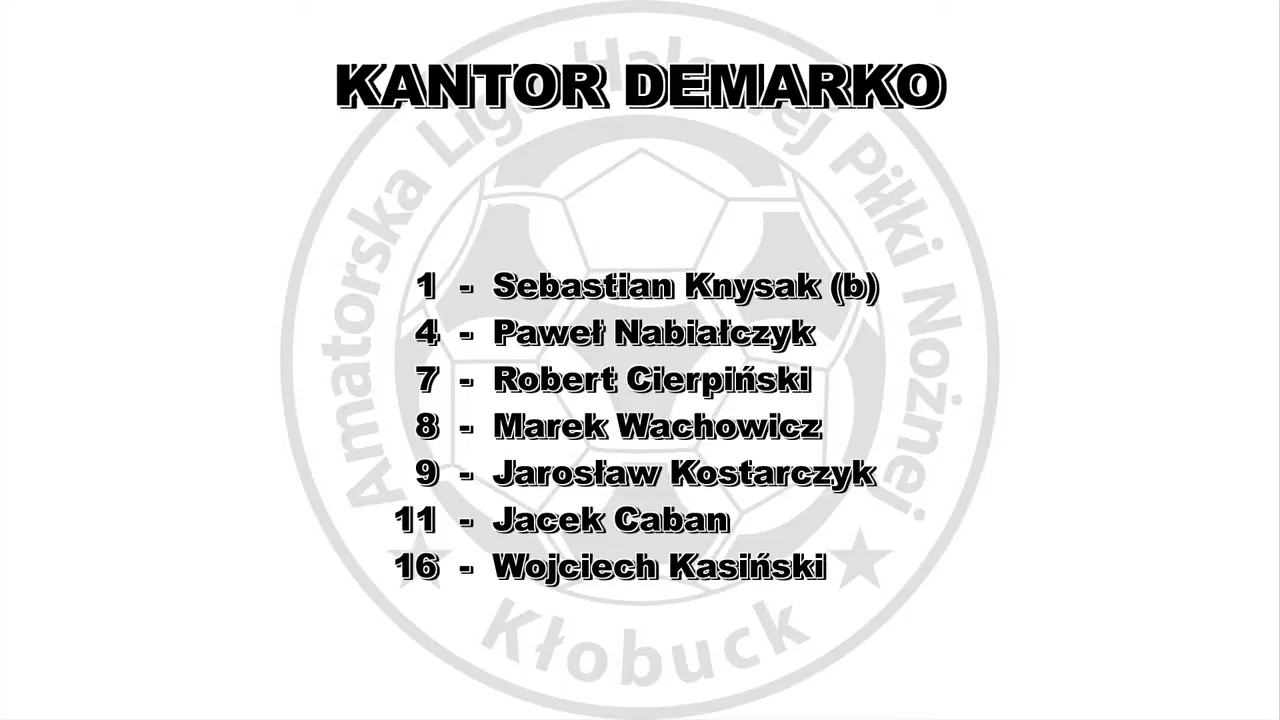 KANTOR DEMARKO
1 - Sebastian Knysak (b)
4 - Paweł Nabiałczyk
7 - Robert Cierpiński
8 - Marek Wachowicz
9 - Jarosław Kostarczyk
11 - Jacek Caban
16 - Wojciech Kasiński
Amatorska Liga Halowej Piłki Nożnej
Kłobuck